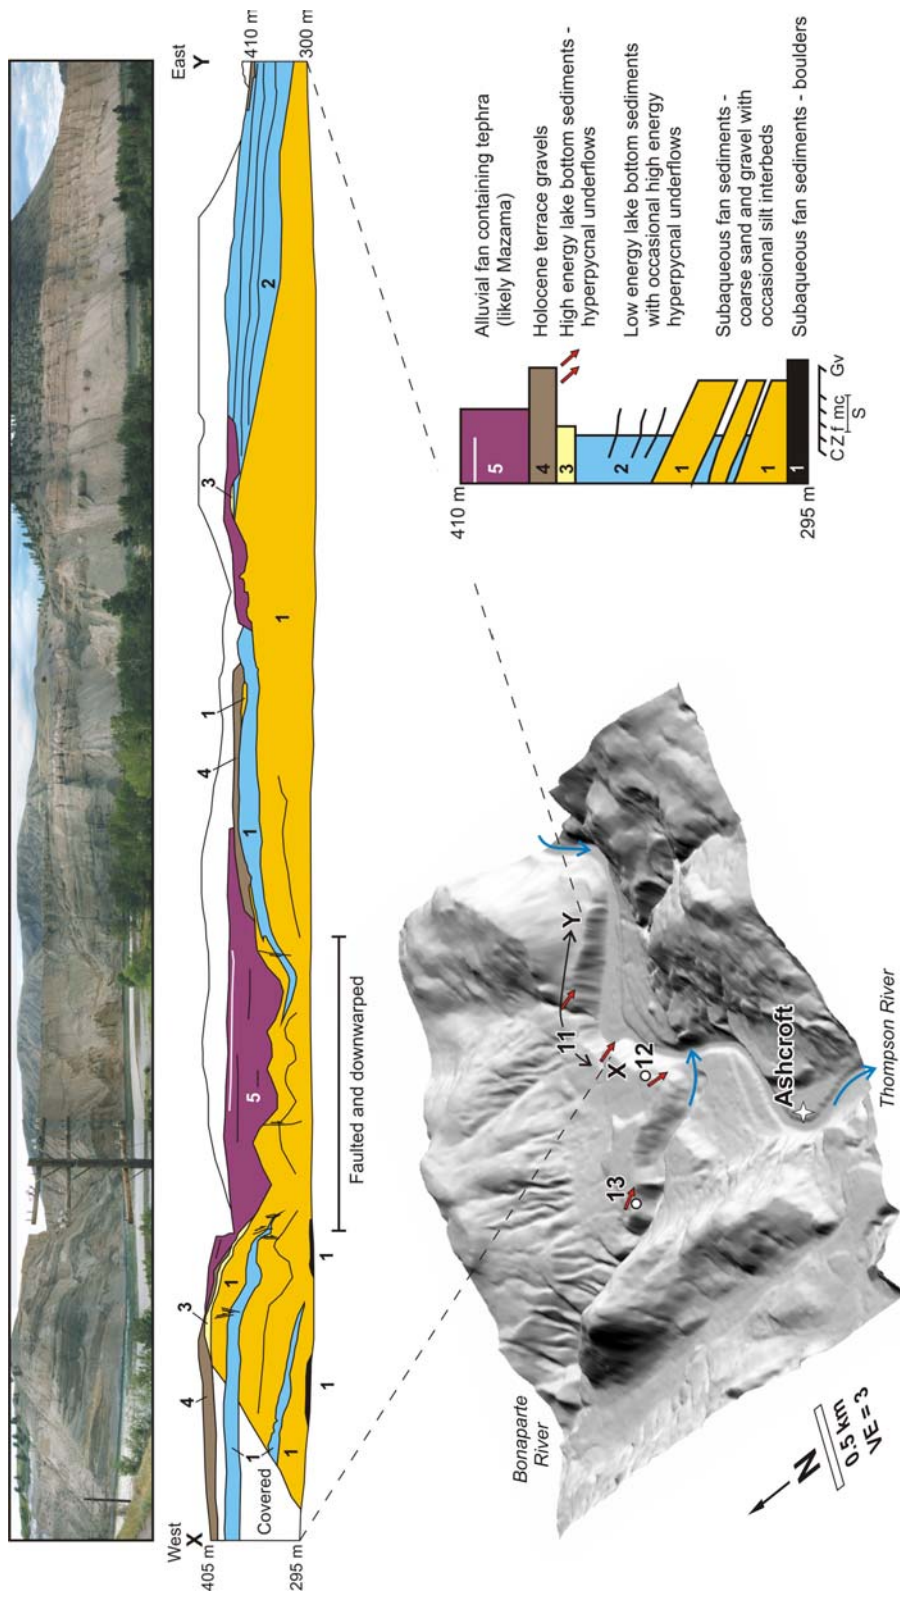 West
X
East
Y
405 m
295 m
410 m
300 m
4
3
1
1
Covered
1
1
1
5
Faulted and downwarped
1
4
1
1
3
2
Bonaparte
River
N
0.5 km
VE = 3
13
11
X
12
Y
Ashcroft
Thompson River
410 m
295 m
5
4
3
2
1
1
1
C Z f m c Gv
S
Alluvial fan containing tephra
(likely Mazama)
Holocene terrace gravels
High energy lake bottom sediments -
hyperpycnal underflows
Low energy lake bottom sediments
with occasional high energy
hyperpycnal underflows
Subaqueous fan sediments -
coarse sand and gravel with
occasional silt interbeds
Subaqueous fan sediments - boulders